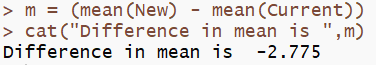 > m = (mean(New) - mean(Current))
> cat("Difference in mean is ",m)
Difference in mean is  -2.775